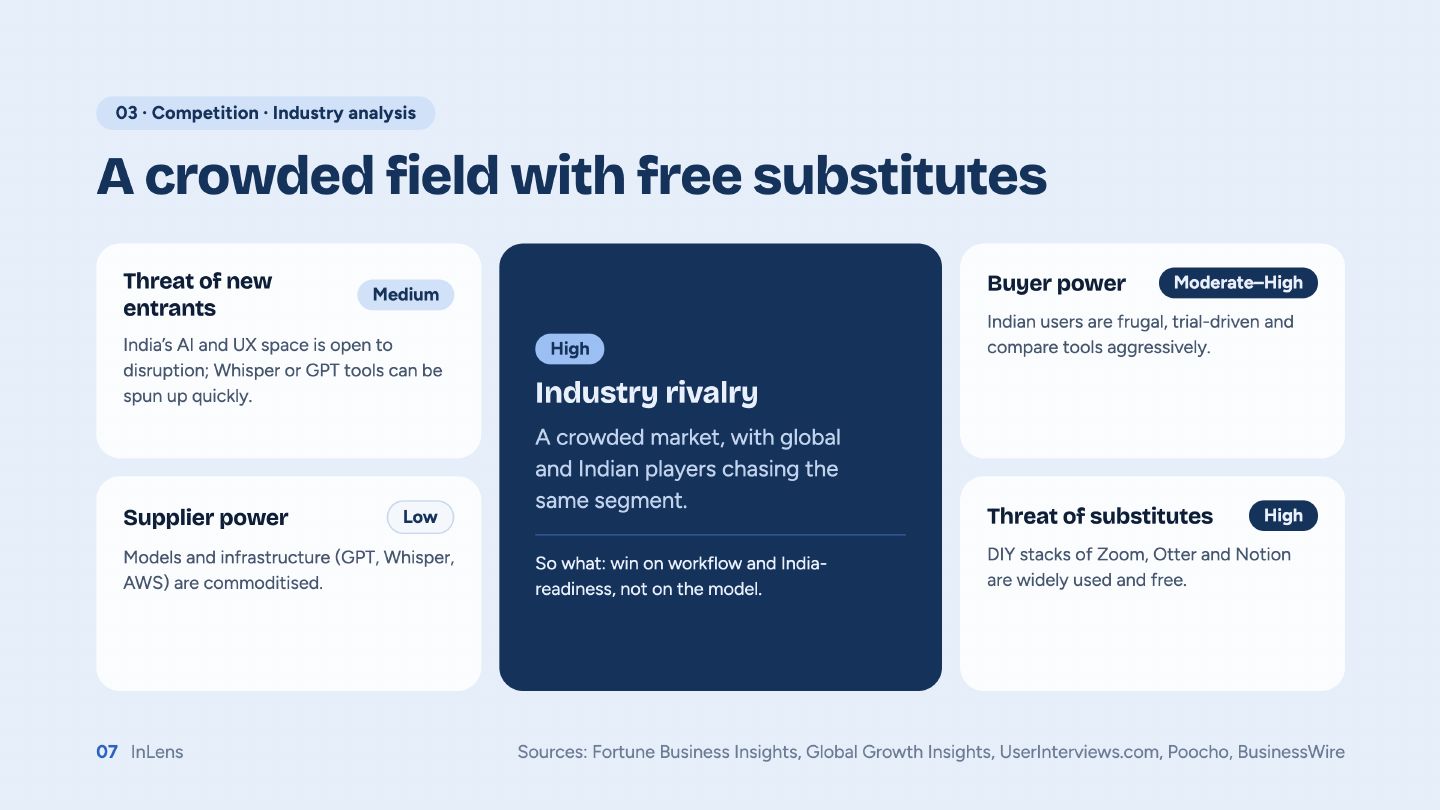 03 · Competition · Industry analysis
A crowded field with free substitutes
Threat of new
entrants
Medium
India’s AI and UX space is open to
disruption; Whisper or GPT tools can be
spun up quickly.
Supplier power
Low
Models and infrastructure (GPT, Whisper,
AWS) are commoditised.
High
Industry rivalry
A crowded market, with global
and Indian players chasing the
same segment.
So what: win on workflow and India-
readiness, not on the model.
Buyer power
Moderate–High
Indian users are frugal, trial-driven and
compare tools aggressively.
Threat of substitutes
High
DIY stacks of Zoom, Otter and Notion
are widely used and free.
07 InLens
Sources: Fortune Business Insights, Global Growth Insights, UserInterviews.com, Poocho, BusinessWire